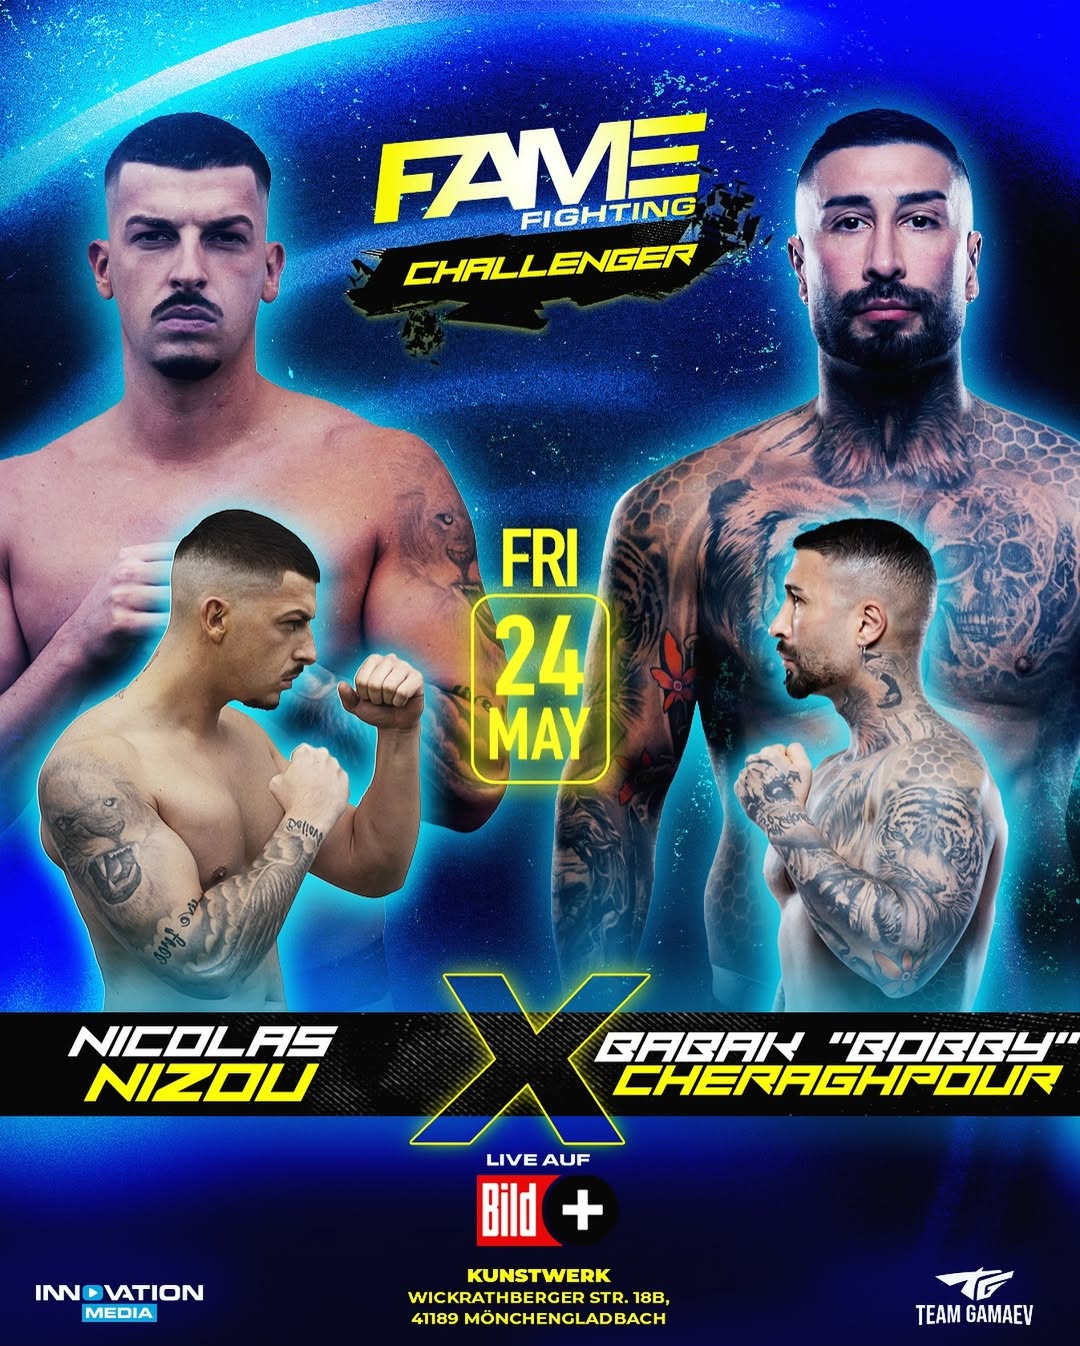 FAME
FIGHTING
CHALLENGER
FRI
24
MAY
Believe
NICOLAS
NIZOU
X
BABAK "BOBBY"
CHERAGHPOUR
LIVE AUF
Bild +
KUNSTWERK
WICKRATHBERGER STR. 18B,
41189 MÖNCHENGLADBACH
INNOVATION
MEDIA
TG
TEAM GAMAEV